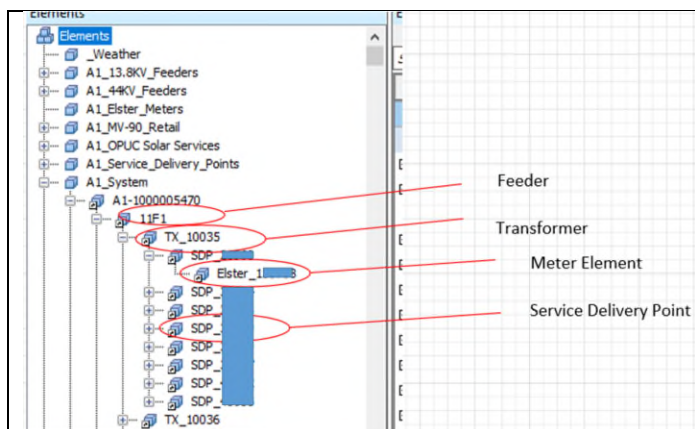 Elements
Elements
_Weather
A1_13.8KV_Feeders
A1_44KV_Feeders
A1_Elster_Meters
A1_MV-90_Retail
A1_OPUC Solar Services
A1_Service_Delivery_Points
A1_System
A1-1000005470
11F1
TX_10035
SDP_
Elster_1
SDP_
SDP_
SDP_
SDP_
SDP_
SDP_
SDP_
TX_10036
Feeder
Transformer
Meter Element
Service Delivery Point